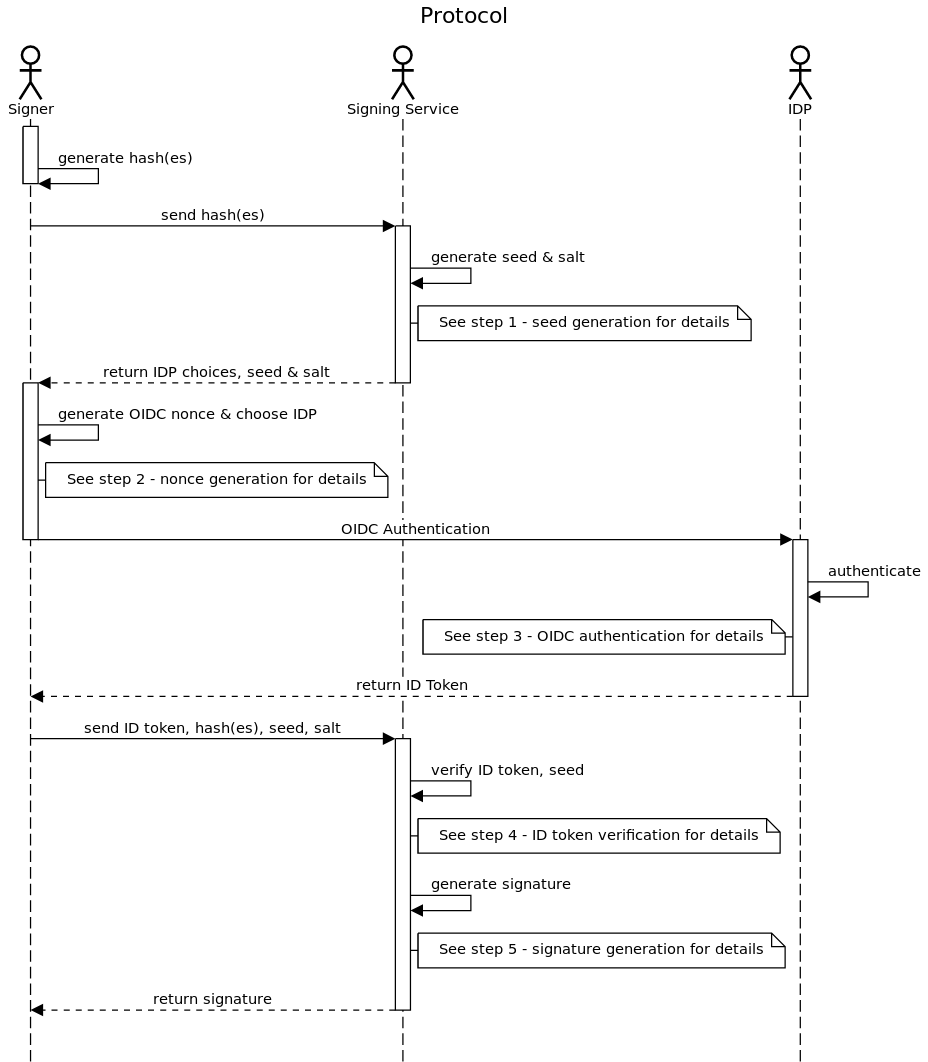 Protocol
Signer
Signing Service
IDP
generate hash(es)
send hash(es)
generate seed & salt
See step 1 - seed generation for details
return IDP choices, seed & salt
generate OIDC nonce & choose IDP
See step 2 - nonce generation for details
OIDC Authentication
authenticate
See step 3 - OIDC authentication for details
return ID Token
send ID token, hash(es), seed, salt
verify ID token, seed
See step 4 - ID token verification for details
generate signature
See step 5 - signature generation for details
return signature